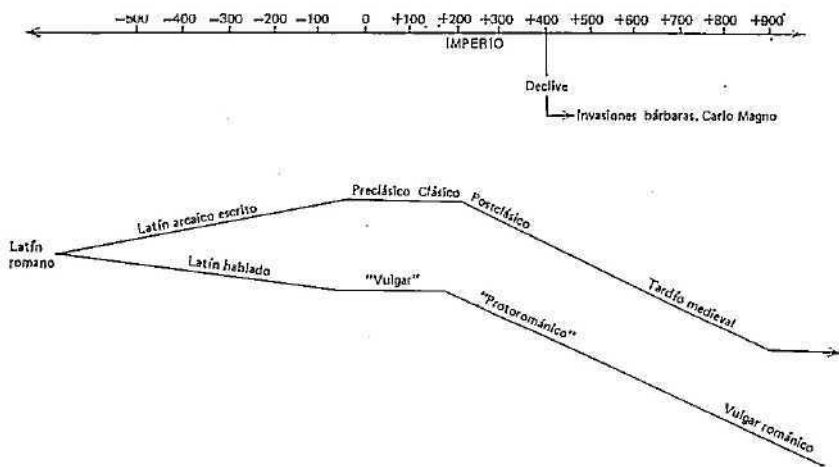 −500 −400 −300 −200 −100 0 +100 +200 +300 +400 +500 +600 +700 +800 +900
IMPERIO
Declive
Invasiones bárbaras, Carlo Magno
Preclásico Clásico
Postclásico
Latín arcaico escrito
Latín
romano
Latín hablado
"Vulgar"
"Protorománico"
Tardío medieval
Vulgar románico